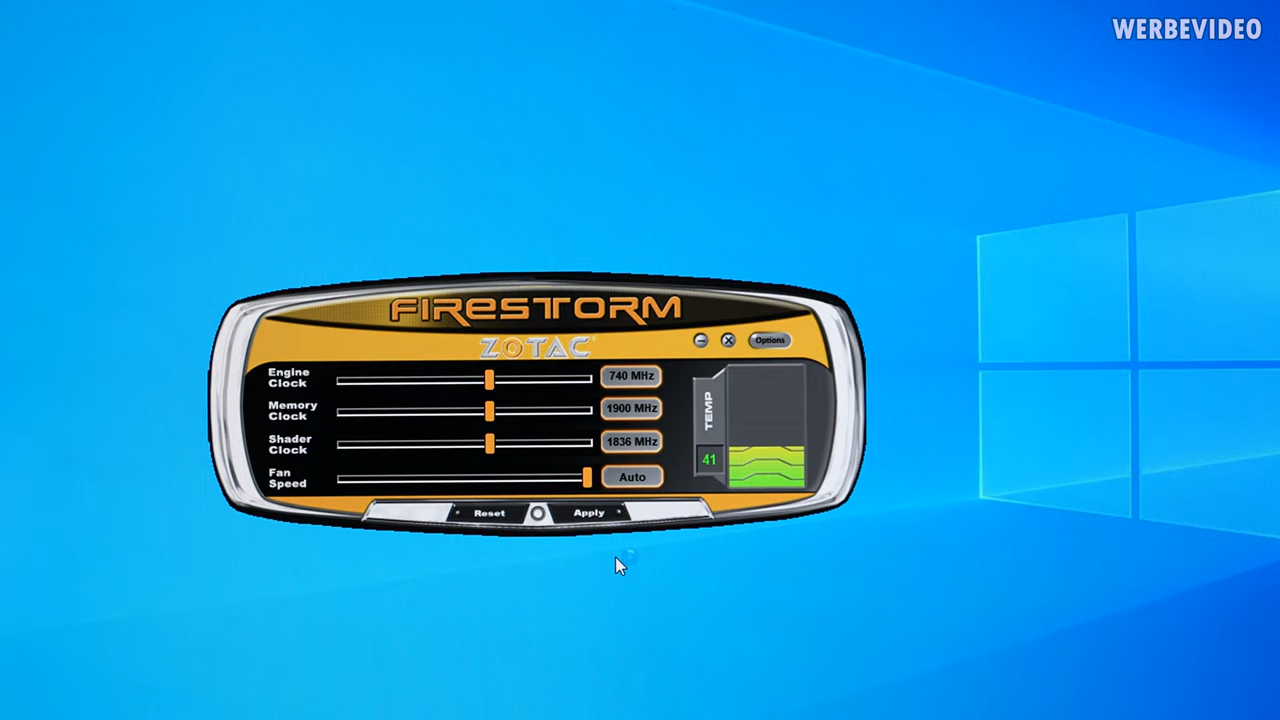 WERBEVIDEO
FIRESTORM
ZOTAC
Options
Engine
Clock
740 MHz
Memory
Clock
1900 MHz
Shader
Clock
1836 MHz
Fan
Speed
Auto
TEMP
41
Reset
Apply